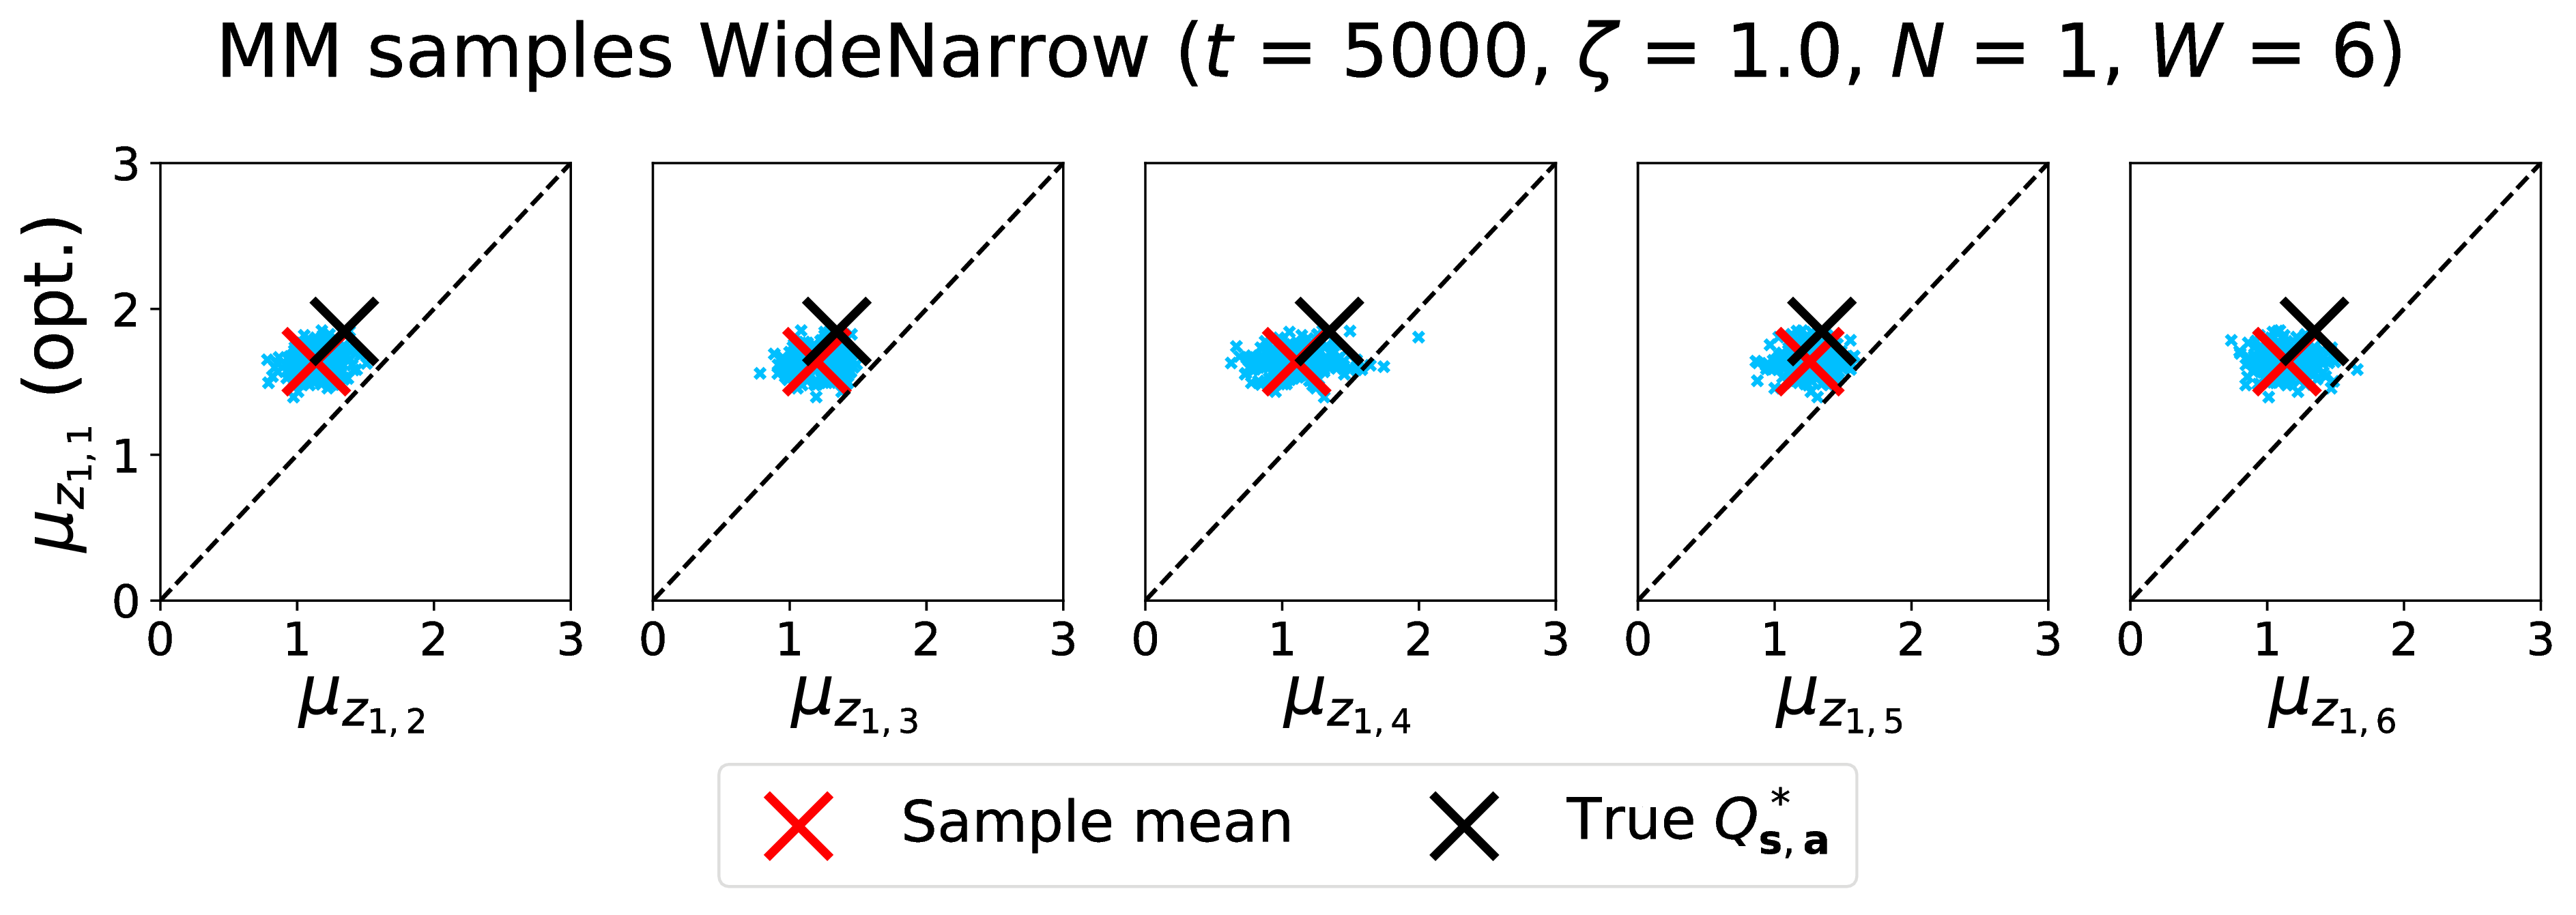 MM samples WideNarrow (t = 5000, ζ = 1.0, N = 1, W = 6)
μz1,1 (opt.)
3
2
1
0
0 1 2 3
0 1 2 3
0 1 2 3
0 1 2 3
0 1 2 3
μz1,2
μz1,3
μz1,4
μz1,5
μz1,6
Sample mean
True Q*s,a